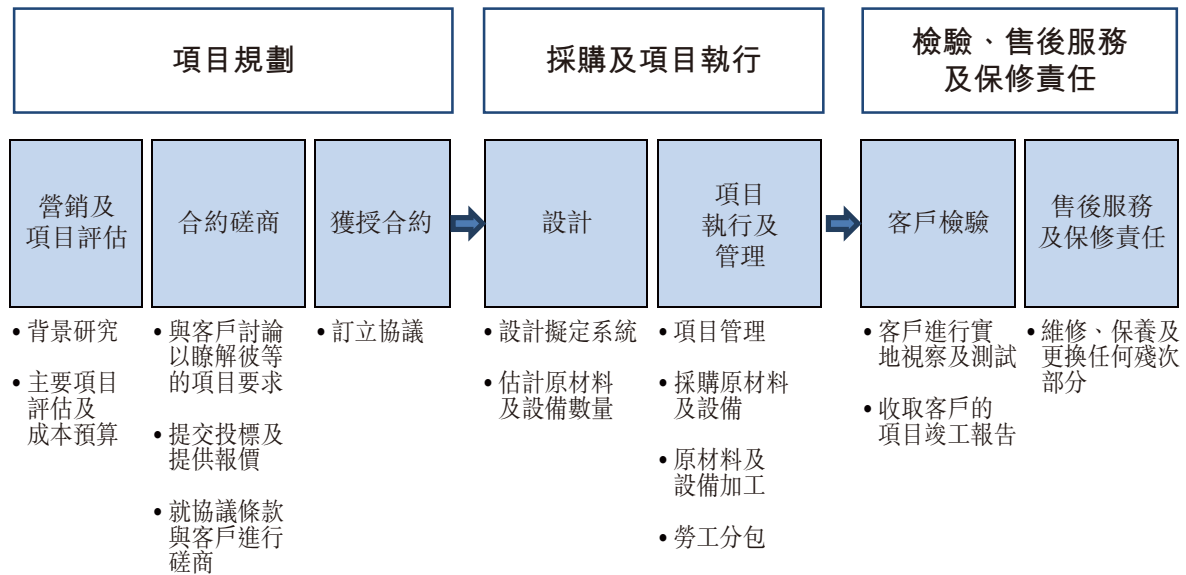 項目規劃
採購及項目執行
檢驗、售後服務
及保修責任
營銷及
項目評估
合約磋商
獲授合約
設計
項目
執行及
管理
客戶檢驗
售後服務
及保修責任
• 背景研究
• 主要項目
評估及
成本預算
• 與客戶討論
以瞭解彼等
的項目要求
• 提交投標及
提供報價
• 就協議條款
與客戶進行
磋商
• 訂立協議
• 設計擬定系統
• 估計原材料
及設備數量
• 項目管理
• 採購原材料
及設備
• 原材料及
設備加工
• 勞工分包
• 客戶進行實
地視察及測試
• 收取客戶的
項目竣工報告
• 維修、保養及
更換任何殘次
部分